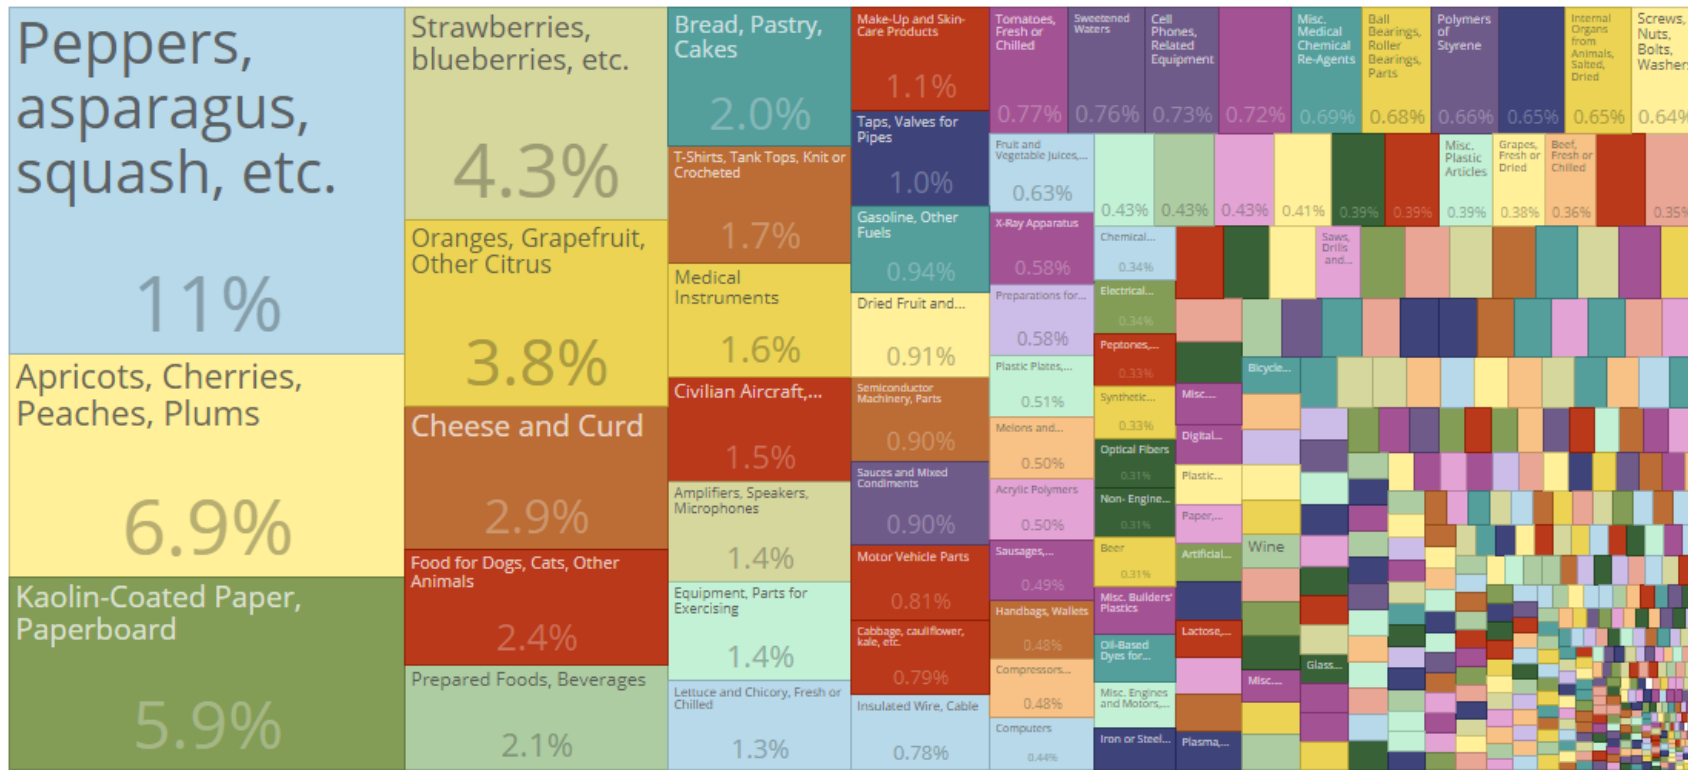 Peppers,
asparagus,
squash, etc.
11%
Apricots, Cherries,
Peaches, Plums
6.9%
Kaolin-Coated Paper,
Paperboard
5.9%
Strawberries,
blueberries, etc.
4.3%
Oranges, Grapefruit,
Other Citrus
3.8%
Cheese and Curd
2.9%
Food for Dogs, Cats, Other
Animals
2.4%
Prepared Foods, Beverages
2.1%
Bread, Pastry,
Cakes
2.0%
T-Shirts, Tank Tops, Knit or
Crocheted
1.7%
Medical
Instruments
1.6%
Civilian Aircraft,...
1.5%
Amplifiers, Speakers,
Microphones
1.4%
Equipment, Parts for
Exercising
1.4%
Lettuce and Chicory, Fresh or
Chilled
1.3%
Make-Up and Skin-
Care Products
1.1%
Taps, Valves for
Pipes
1.0%
Gasoline, Other
Fuels
0.94%
Dried Fruit and...
0.91%
Semiconductor
Machinery, Parts
0.90%
Sauces and Mixed
Condiments
0.90%
Motor Vehicle Parts
0.81%
Cabbage, cauliflower,
kale, etc.
0.79%
Insulated Wire, Cable
0.78%
Tomatoes,
Fresh or
Chilled
0.77%
Sweetened
Waters
0.76%
Cell
Phones,
Related
Equipment
0.73%
0.72%
Misc.
Medical
Chemical
Re-Agents
0.69%
Ball
Bearings,
Roller
Bearings,
Parts
0.68%
Polymers
of
Styrene
0.66%
0.65%
Internal
Organs
from
Animals,
Salted,
Dried
0.65%
Screws,
Nuts,
Bolts,
Washers
0.64%
Fruit and
Vegetable Juices,...
0.63%
X-Ray Apparatus
0.58%
Preparations for...
0.58%
Plastic Plates,...
0.51%
Melons and...
0.50%
Acrylic Polymers
0.50%
Sausages,...
0.49%
Handbags, Wallets
0.48%
Compressors...
0.48%
Computers
0.44%
0.43%
0.43%
0.43%
0.41%
0.39%
0.39%
Misc.
Plastic
Articles
0.39%
Grapes,
Fresh or
Dried
0.38%
Beef,
Fresh or
Chilled
0.36%
0.35%
Chemical...
0.34%
Electrical...
0.34%
Peptones,...
0.33%
Synthetic...
0.33%
Optical Fibers
0.31%
Non- Engine...
0.31%
Beer
0.31%
Misc. Builders'
Plastics
Oil-Based
Dyes for...
Misc. Engines
and Motors,...
Iron or Steel...
Saws,
Drills
and...
Misc....
Digital...
Plastic...
Paper,...
Artificial...
Lactose,...
Plasma,...
Bicycle...
Wine
Misc....
Glass...